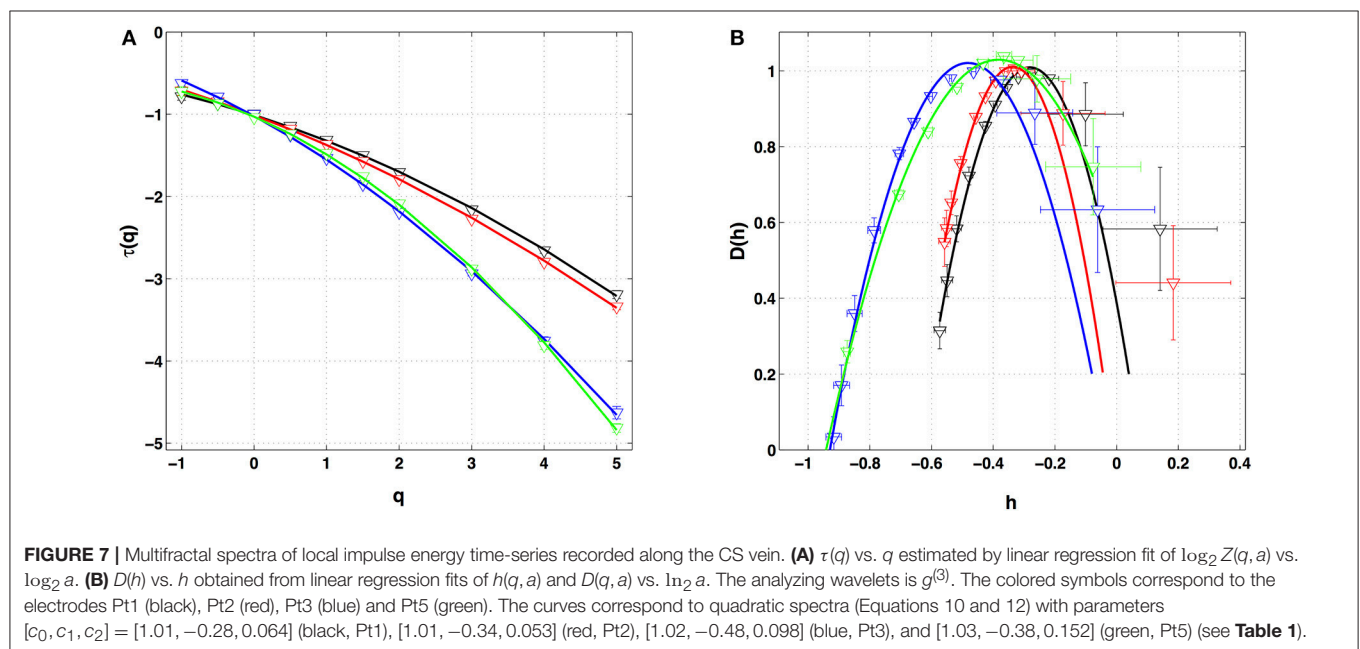 A
0
−1
−2
−3
−4
−5
τ(q)
−1 0 1 2 3 4 5
q
B
1
0.8
0.6
0.4
0.2
0
D(h)
−1 −0.8 −0.6 −0.4 −0.2 0 0.2 0.4
h
FIGURE 7 | Multifractal spectra of local impulse energy time-series recorded along the CS vein. (A) τ(q) vs. q estimated by linear regression fit of log₂ Z(q, a) vs.
log₂ a. (B) D(h) vs. h obtained from linear regression fits of h(q, a) and D(q, a) vs. ln₂ a. The analyzing wavelets is g⁽³⁾. The colored symbols correspond to the
electrodes Pt1 (black), Pt2 (red), Pt3 (blue) and Pt5 (green). The curves correspond to quadratic spectra (Equations 10 and 12) with parameters
[c₀, c₁, c₂] = [1.01, −0.28, 0.064] (black, Pt1), [1.01, −0.34, 0.053] (red, Pt2), [1.02, −0.48, 0.098] (blue, Pt3), and [1.03, −0.38, 0.152] (green, Pt5) (see Table 1).